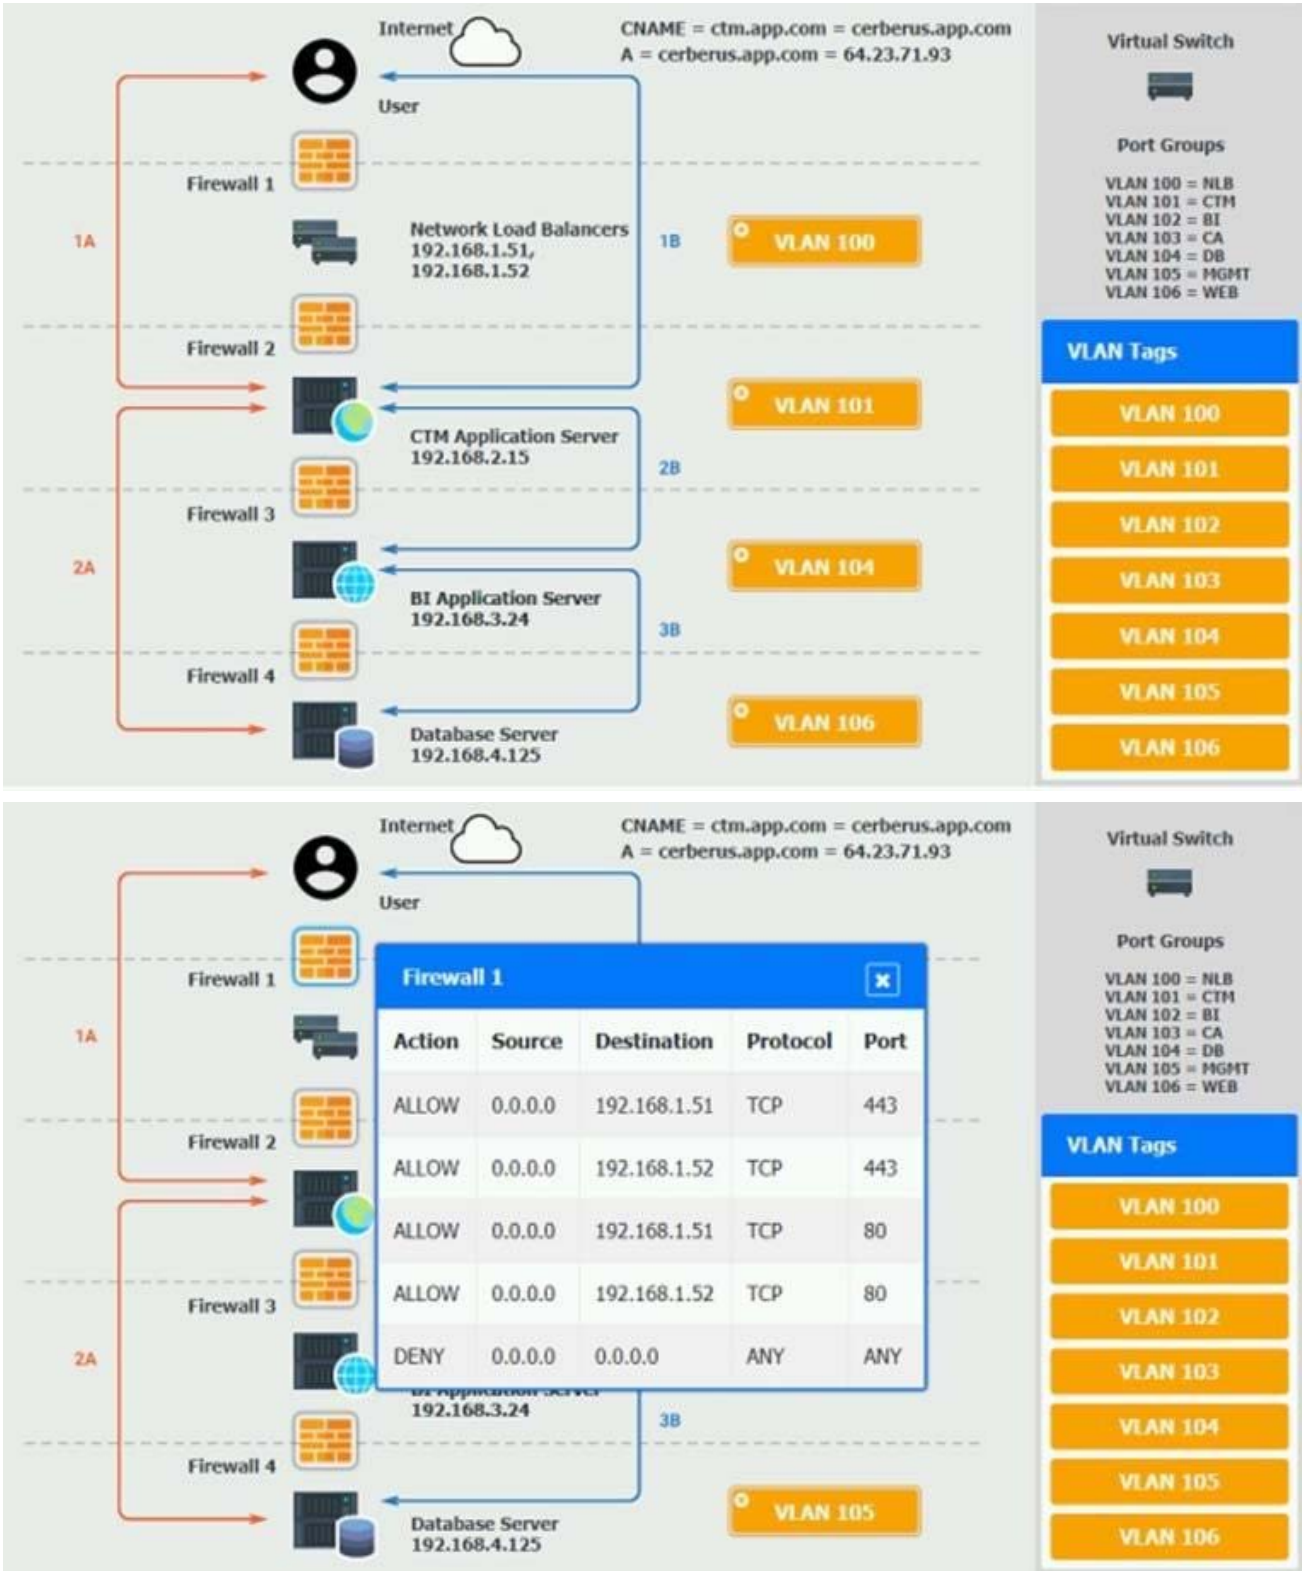 Internet
CNAME = ctm.app.com = cerberus.app.com
A = cerberus.app.com = 64.23.71.93
User
Firewall 1
1A
Network Load Balancers
192.168.1.51,
192.168.1.52
1B
VLAN 100
Firewall 2
CTM Application Server
192.168.2.15
VLAN 101
2B
Firewall 3
2A
BI Application Server
192.168.3.24
VLAN 104
3B
Firewall 4
Database Server
192.168.4.125
VLAN 106
Virtual Switch
Port Groups
VLAN 100 = NLB
VLAN 101 = CTM
VLAN 102 = BI
VLAN 103 = CA
VLAN 104 = DB
VLAN 105 = MGMT
VLAN 106 = WEB
VLAN Tags
VLAN 100
VLAN 101
VLAN 102
VLAN 103
VLAN 104
VLAN 105
VLAN 106
Internet
CNAME = ctm.app.com = cerberus.app.com
A = cerberus.app.com = 64.23.71.93
User
Firewall 1
1A
Firewall 2
Firewall 3
2A
Firewall 1
Action Source Destination Protocol Port
ALLOW 0.0.0.0 192.168.1.51 TCP 443
ALLOW 0.0.0.0 192.168.1.52 TCP 443
ALLOW 0.0.0.0 192.168.1.51 TCP 80
ALLOW 0.0.0.0 192.168.1.52 TCP 80
DENY 0.0.0.0 0.0.0.0 ANY ANY
BI Application Server
192.168.3.24
3B
Firewall 4
Database Server
192.168.4.125
VLAN 105
Virtual Switch
Port Groups
VLAN 100 = NLB
VLAN 101 = CTM
VLAN 102 = BI
VLAN 103 = CA
VLAN 104 = DB
VLAN 105 = MGMT
VLAN 106 = WEB
VLAN Tags
VLAN 100
VLAN 101
VLAN 102
VLAN 103
VLAN 104
VLAN 105
VLAN 106